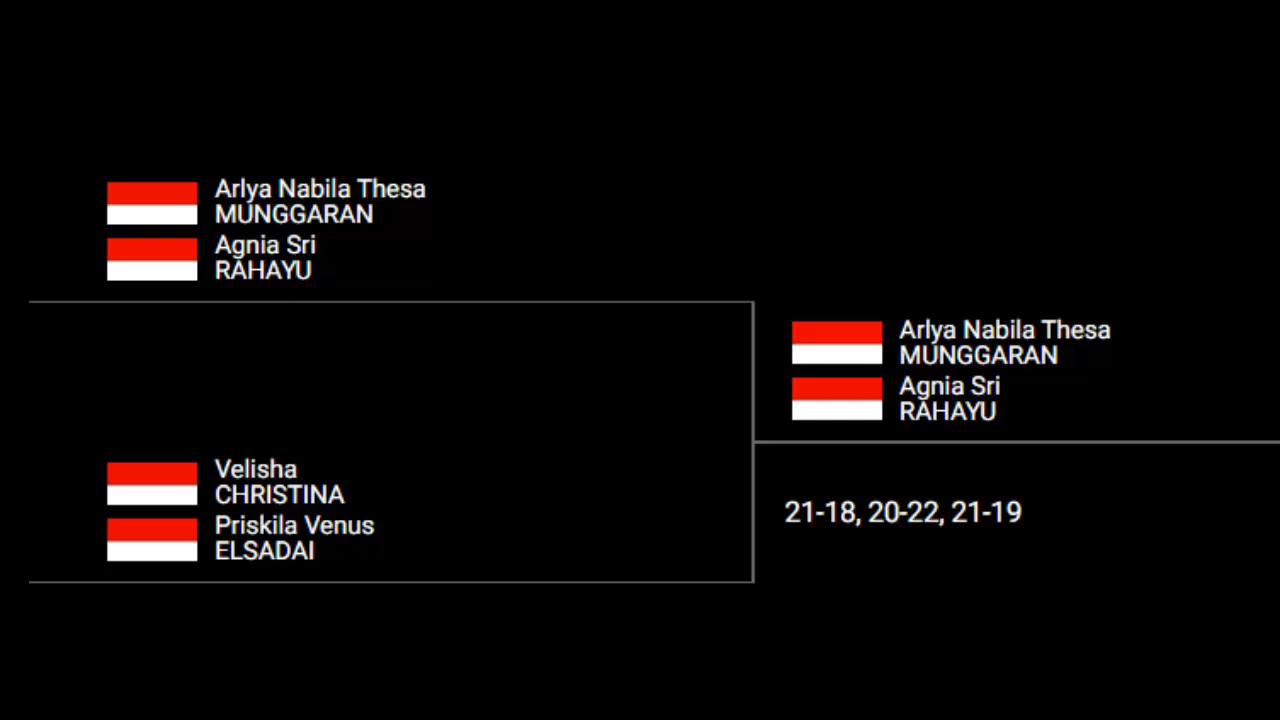 Arlya Nabila Thesa
MUNGGARAN
Agnia Sri
RAHAYU
Velisha
CHRISTINA
Priskila Venus
ELSADAI
Arlya Nabila Thesa
MUNGGARAN
Agnia Sri
RAHAYU
21-18, 20-22, 21-19